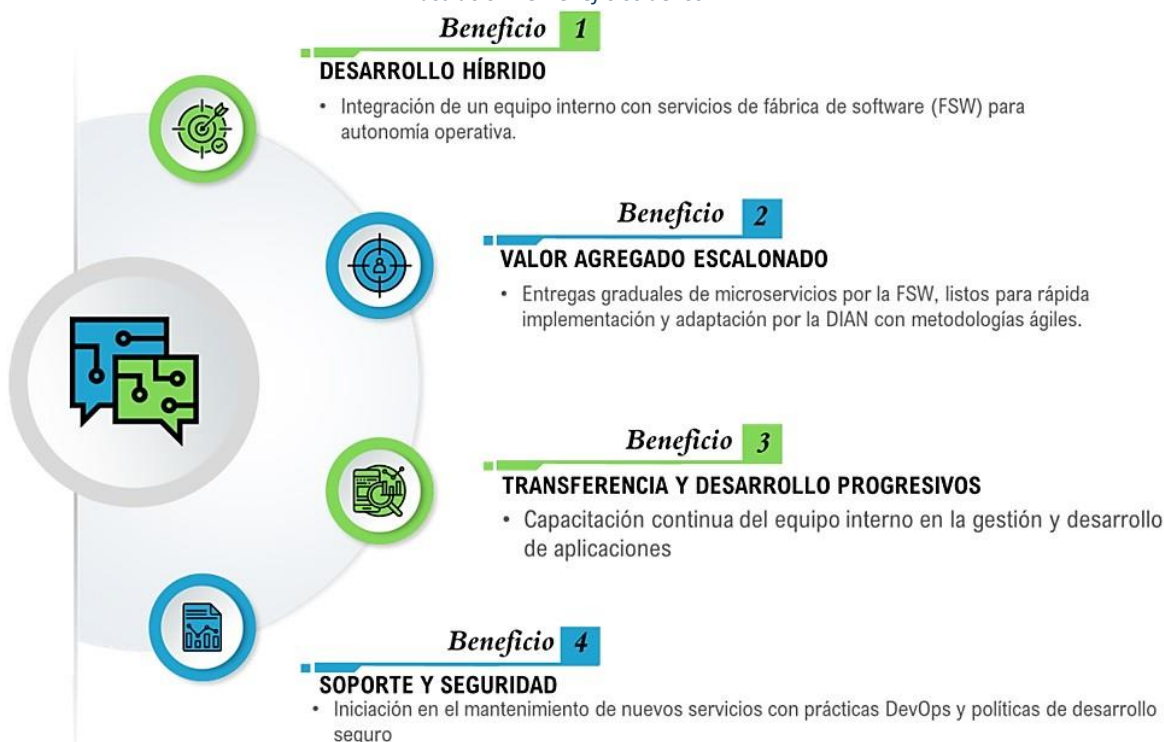 Beneficio 1
DESARROLLO HÍBRIDO
• Integración de un equipo interno con servicios de fábrica de software (FSW) para
autonomía operativa.
Beneficio 2
VALOR AGREGADO ESCALONADO
• Entregas graduales de microservicios por la FSW, listos para rápida
implementación y adaptación por la DIAN con metodologías ágiles.
Beneficio 3
TRANSFERENCIA Y DESARROLLO PROGRESIVOS
• Capacitación continua del equipo interno en la gestión y desarrollo
de aplicaciones
Beneficio 4
SOPORTE Y SEGURIDAD
• Iniciación en el mantenimiento de nuevos servicios con prácticas DevOps y políticas de desarrollo
seguro